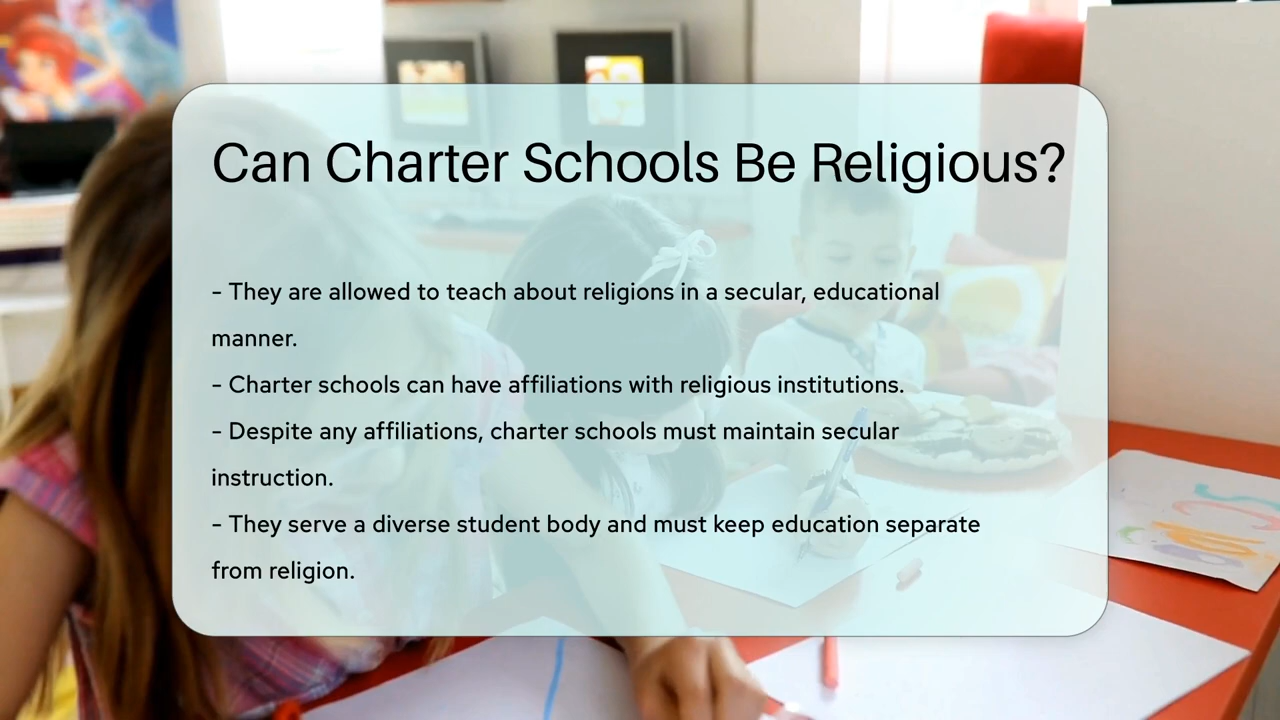 Can Charter Schools Be Religious?
- They are allowed to teach about religions in a secular, educational
manner.
- Charter schools can have affiliations with religious institutions.
- Despite any affiliations, charter schools must maintain secular
instruction.
- They serve a diverse student body and must keep education separate
from religion.